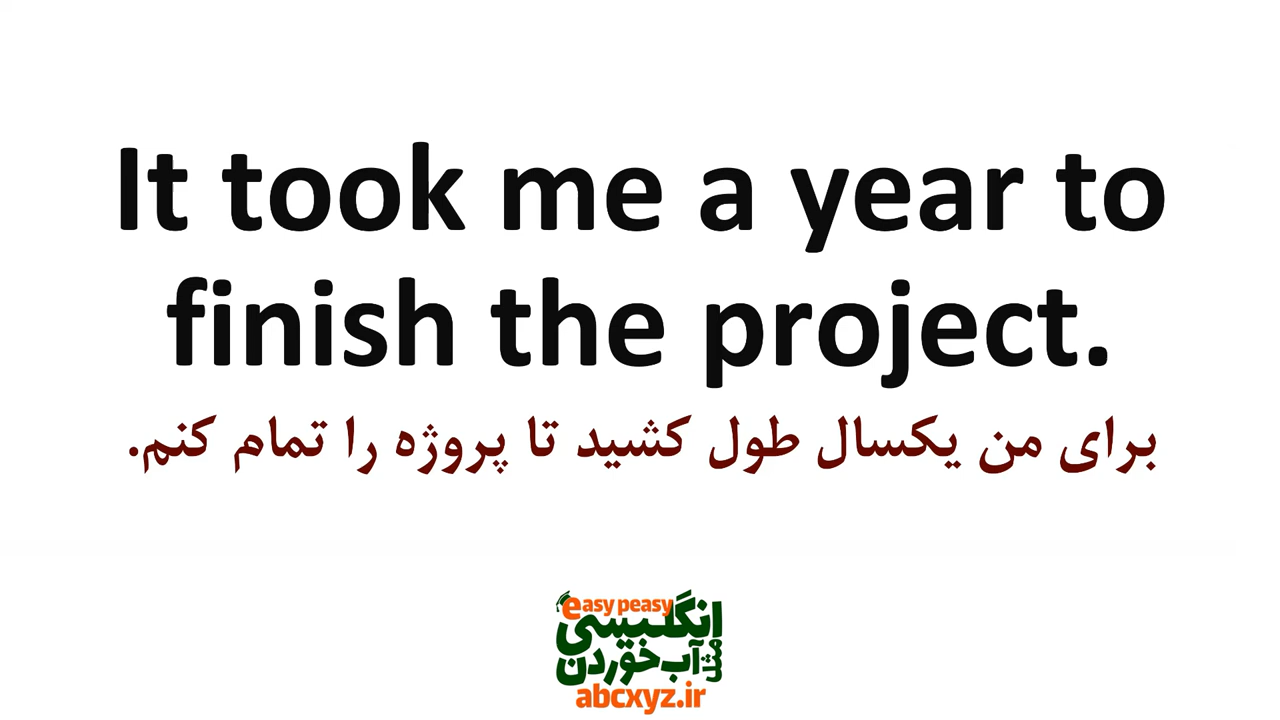 It took me a year to
finish the project.
برای من یکسال طول کشید تا پروژه را تمام کنم.
easy peasy
انگلیسی
مثل آب خوردن
abcxyz.ir